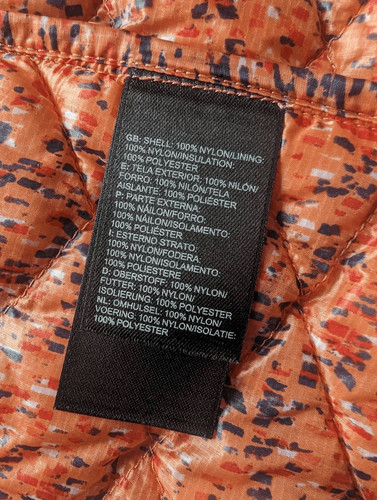 GB: SHELL: 100% NYLON/LINING:
100% NYLON/INSULATION:
100% POLYESTER
E: TELA EXTERIOR: 100% NILÓN/
FORRO: 100% NILÓN/TELA
AISLANTE: 100% POLIÉSTER
P: PARTE EXTERNA:
100% NÁILON/FORRO:
100% NÁILON/ISOLAMENTO:
100% POLIÉSTER
I: ESTERNO STRATO:
100% NYLON/FODERA:
100% NYLON/ISOLAMENTO:
100% POLIESTERE
D: OBERSTOFF: 100% NYLON/
FUTTER: 100% NYLON/
ISOLIERUNG: 100% POLYESTER
NL: OMHULSEL: 100% NYLON/
VOERING: 100% NYLON/ISOLATIE:
100% POLYESTER